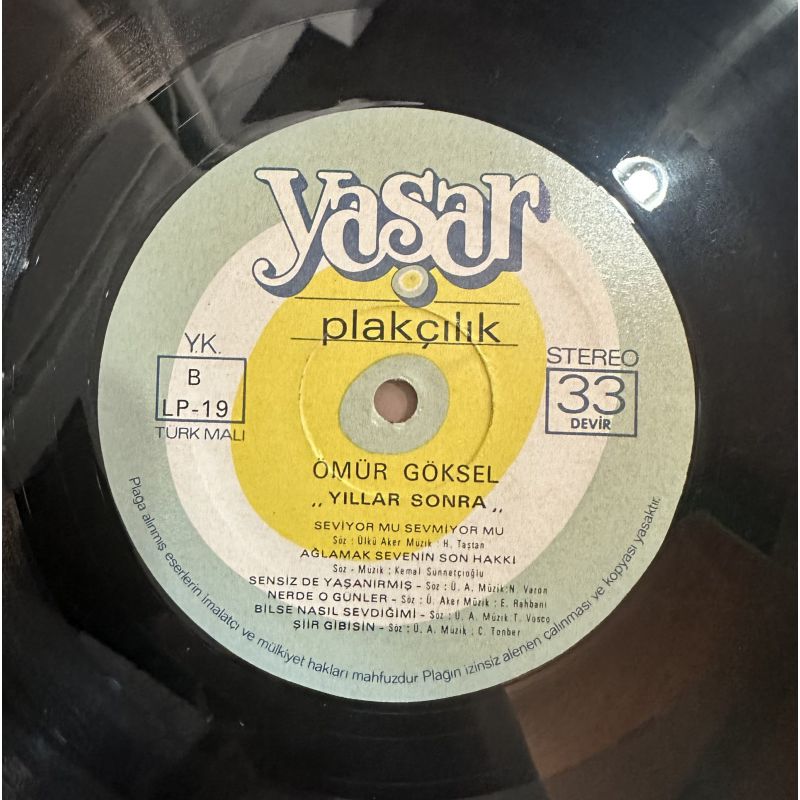 yaşar
plakçılık
Y.K.
B
LP-19
TÜRK MALI
STEREO
33
DEVİR
ÖMÜR GÖKSEL
,, YILLAR SONRA ,,
SEVİYOR MU SEVMİYOR MU
Söz : Ülkü Aker Müzik : H. Taştan
AĞLAMAK SEVENİN SON HAKKI
Söz - Müzik : Kemal Sünnetçioğlu
SENSİZ DE YAŞANIRMIŞ - Söz : Ü. A. Müzik: N. Varon
NERDE O GÜNLER - Söz : Ü. Aker Müzik : E. Rahbani
BİLSE NASIL SEVDİĞİMİ - Söz : Ü. A. Müzik T. Vosco
ŞİİR GİBİSİN - Söz : Ü. A. Müzik : C. Tonber
Plağa alınmış eserlerin imalatçı ve mülkiyet hakları mahfuzdur Plağın izinsiz alenen çalınması ve kopyası yasaktır.